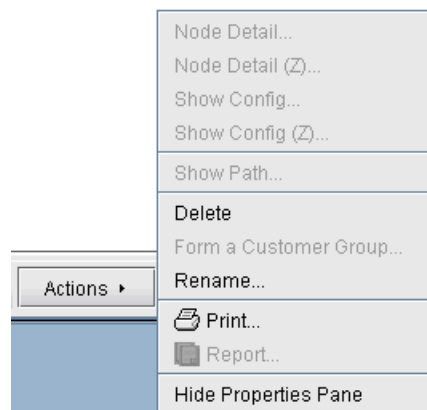 Node Detail...
Node Detail (Z)...
Show Config...
Show Config (Z)...
Show Path...
Delete
Form a Customer Group...
Rename...
Actions
Print...
Report...
Hide Properties Pane